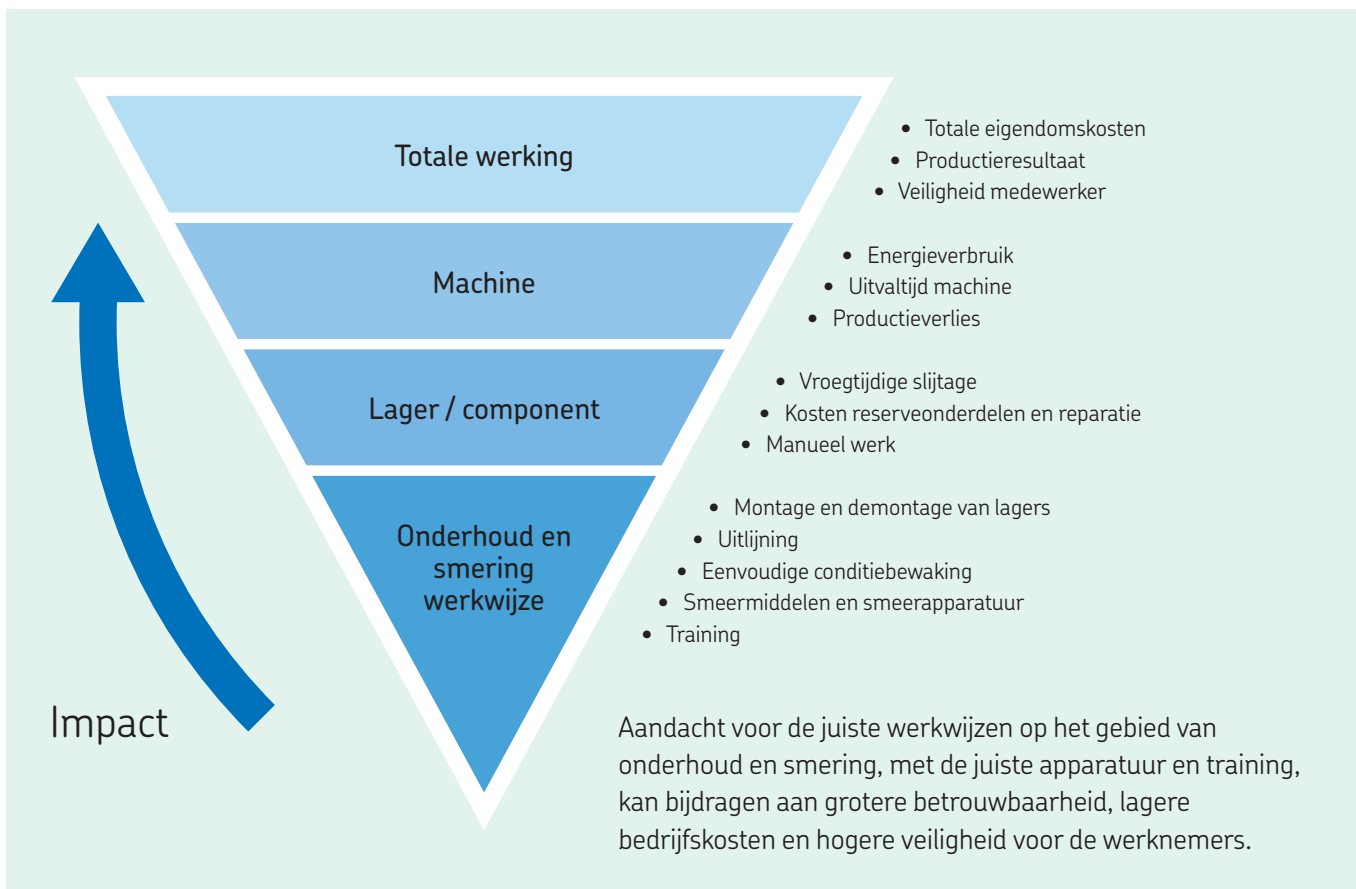 Totale werking
• Totale eigendomskosten
• Productieresultaat
• Veiligheid medewerker
Machine
• Energieverbruik
• Uitvaltijd machine
• Productieverlies
Lager / component
• Vroegtijdige slijtage
• Kosten reserveonderdelen en reparatie
• Manueel werk
Onderhoud en
smering
werkwijze
• Montage en demontage van lagers
• Uitlijning
• Eenvoudige conditiebewaking
• Smeermiddelen en smeerapparatuur
• Training
Impact
Aandacht voor de juiste werkwijzen op het gebied van
onderhoud en smering, met de juiste apparatuur en training,
kan bijdragen aan grotere betrouwbaarheid, lagere
bedrijfskosten en hogere veiligheid voor de werknemers.